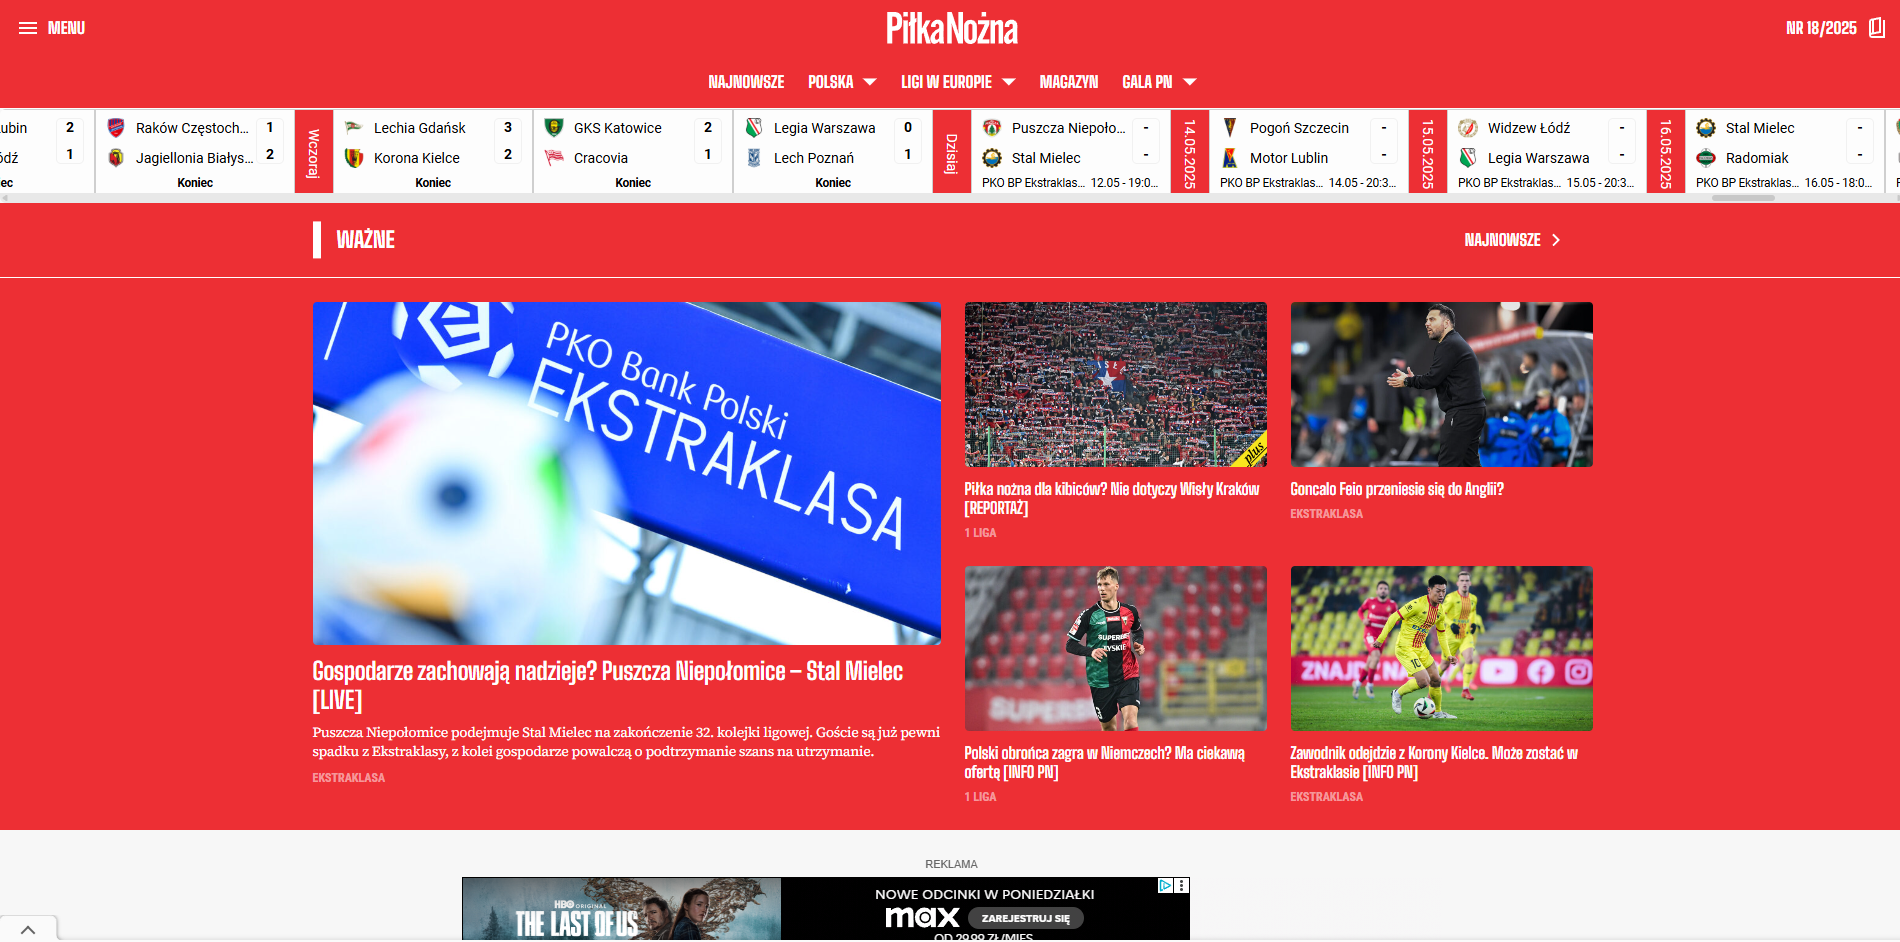 MENU
PiłkaNożna
NR 18/2025
NAJNOWSZE POLSKA LIGI W EUROPIE MAGAZYN GALA PN
ubin 2
ódź 1
ec
Raków Częstoch... 1
Jagiellonia Białys... 2
Koniec
Wczoraj
Lechia Gdańsk 3
Korona Kielce 2
Koniec
GKS Katowice 2
Cracovia 1
Koniec
Legia Warszawa 0
Lech Poznań 1
Koniec
Dzisiaj
Puszcza Niepoło... -
Stal Mielec -
PKO BP Ekstraklas... 12.05 - 19:0...
14.05.2025
Pogoń Szczecin -
Motor Lublin -
PKO BP Ekstraklas... 14.05 - 20:3...
15.05.2025
Widzew Łódź -
Legia Warszawa -
PKO BP Ekstraklas... 15.05 - 20:3...
16.05.2025
Stal Mielec -
Radomiak -
PKO BP Ekstraklas... 16.05 - 18:0...
WAŻNE
NAJNOWSZE
PKO Bank Polski
EKSTRAKLASA
Gospodarze zachowają nadzieje? Puszcza Niepołomice – Stal Mielec
[LIVE]
Puszcza Niepołomice podejmuje Stal Mielec na zakończenie 32. kolejki ligowej. Goście są już pewni
spadku z Ekstraklasy, z kolei gospodarze powalczą o podtrzymanie szans na utrzymanie.
EKSTRAKLASA
plus
Piłka nożna dla kibiców? Nie dotyczy Wisły Kraków
[REPORTAŻ]
1 LIGA
Goncalo Feio przeniesie się do Anglii?
EKSTRAKLASA
SUPERBE
TYSKIE
SUPERB
Polski obrońca zagra w Niemczech? Ma ciekawą
ofertę [INFO PN]
1 LIGA
ZNAJD NA
10
Zawodnik odejdzie z Korony Kielce. Może zostać w
Ekstraklasie [INFO PN]
EKSTRAKLASA
REKLAMA
HBO ORIGINAL
THE LAST OF US
NOWE ODCINKI W PONIEDZIAŁKI
max ZAREJESTRUJ SIĘ
OD 29,99 ZŁ/MIES.